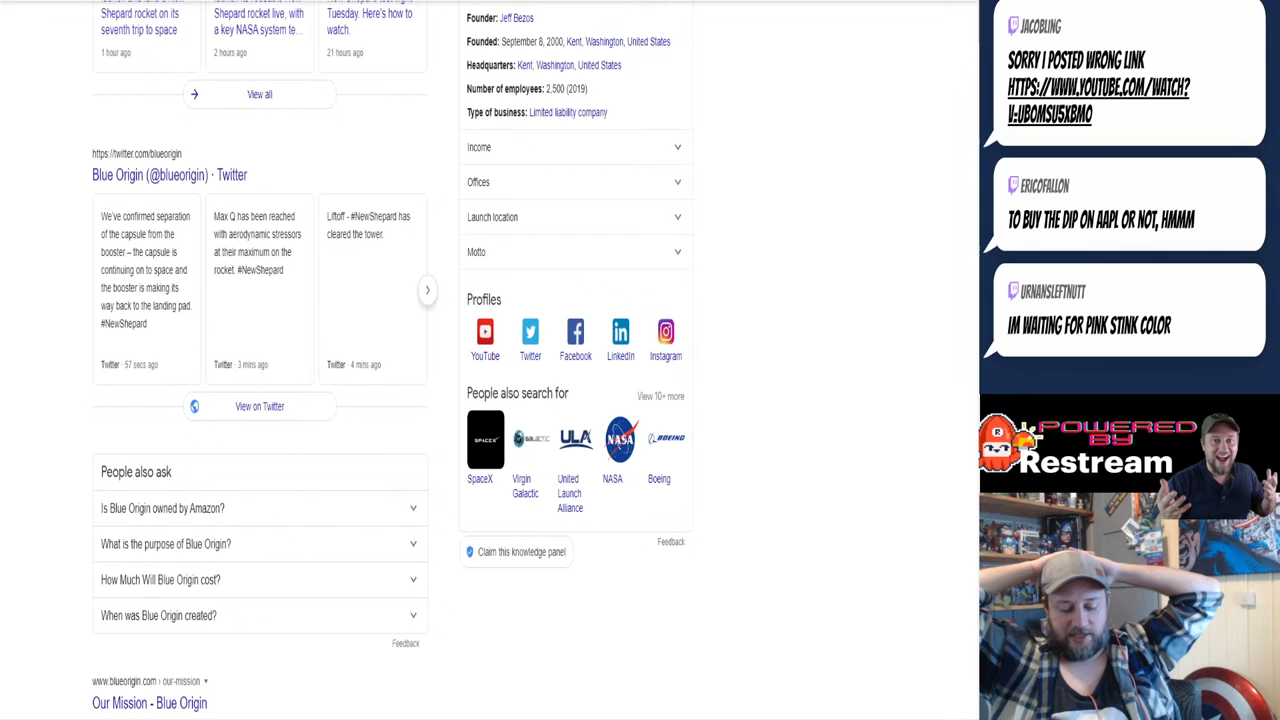 Shepard rocket on its
seventh trip to space
1 hour ago
Shepard rocket live, with
a key NASA system te...
2 hours ago
Tuesday. Here's how to
watch.
21 hours ago
View all
https://twitter.com/blueorigin
Blue Origin (@blueorigin) · Twitter
We've confirmed separation
of the capsule from the
booster – the capsule is
continuing on to space and
the booster is making its
way back to the landing pad.
#NewShepard
Twitter · 57 secs ago
Max Q has been reached
with aerodynamic stressors
at their maximum on the
rocket. #NewShepard
Twitter · 3 mins ago
Liftoff - #NewShepard has
cleared the tower.
Twitter · 4 mins ago
View on Twitter
People also ask
Is Blue Origin owned by Amazon?
What is the purpose of Blue Origin?
How Much Will Blue Origin cost?
When was Blue Origin created?
Feedback
www.blueorigin.com › our-mission
Our Mission - Blue Origin
Founder: Jeff Bezos
Founded: September 8, 2000, Kent, Washington, United States
Headquarters: Kent, Washington, United States
Number of employees: 2,500 (2019)
Type of business: Limited liability company
Income
Offices
Launch location
Motto
Profiles
YouTube
Twitter
Facebook
LinkedIn
Instagram
People also search for
View 10+ more
SPACEX
GALACTIC
ULA
NASA
BOEING
SpaceX
Virgin
Galactic
United
Launch
Alliance
NASA
Boeing
Feedback
Claim this knowledge panel
JACOBLING
SORRY I POSTED WRONG LINK
HTTPS://WWW.YOUTUBE.COM/WATCH?
V=UBOMSU5XBM0
ERICOFALLON
TO BUY THE DIP ON AAPL OR NOT, HMMM
URNANSLEFTNUTT
IM WAITING FOR PINK STINK COLOR
POWERED
BY
Restream